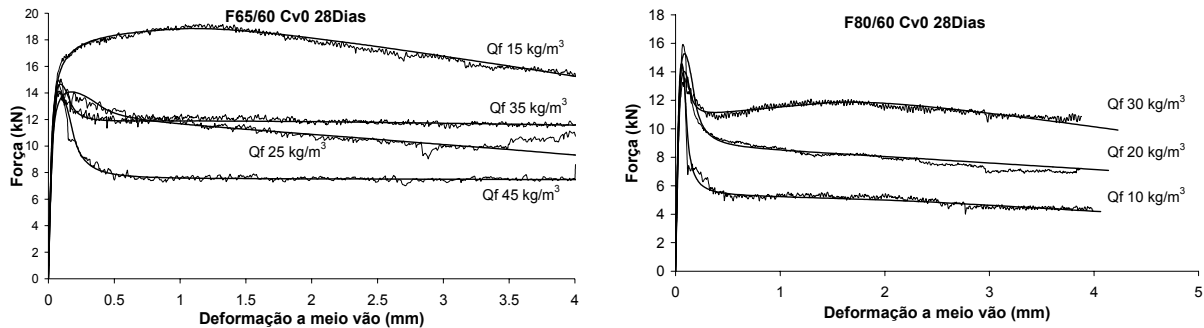 F65/60 Cv0 28Dias
Força (kN)
20
18
16
14
12
10
8
6
4
2
0
Qf 15 kg/m³
Qf 35 kg/m³
Qf 25 kg/m³
Qf 45 kg/m³
0 0.5 1 1.5 2 2.5 3 3.5 4
Deformação a meio vão (mm)
F80/60 Cv0 28Dias
Força (kN)
18
16
14
12
10
8
6
4
2
0
Qf 30 kg/m³
Qf 20 kg/m³
Qf 10 kg/m³
0 1 2 3 4 5
Deformação a meio vão (mm)